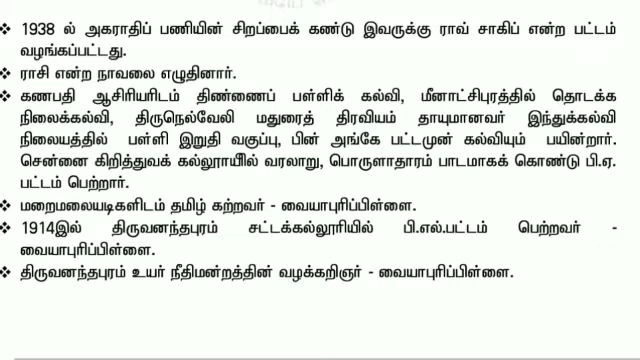 ❖ 1938 ல் அகராதிப் பணியின் சிறப்பைக் கண்டு இவருக்கு ராவ் சாகிப் என்ற பட்டம்
வழங்கப்பட்டது.
❖ ராசி என்ற நாவலை எழுதினார்.
❖ கணபதி ஆசிரியரிடம் திண்ணைப் பள்ளிக் கல்வி, மீனாட்சிபுரத்தில் தொடக்க
நிலைக்கல்வி, திருநெல்வேலி மதுரைத் திரவியம் தாயுமானவர் இந்துக்கல்வி
நிலையத்தில் பள்ளி இறுதி வகுப்பு, பின் அங்கே பட்டமுன் கல்வியும் பயின்றார்.
சென்னை கிறித்துவக் கல்லூரியில் வரலாறு, பொருளாதாரம் பாடமாகக் கொண்டு பி.ஏ.
பட்டம் பெற்றார்.
❖ மறைமலையடிகளிடம் தமிழ் கற்றவர் - வையாபுரிப்பிள்ளை.
❖ 1914இல் திருவனந்தபுரம் சட்டக்கல்லூரியில் பி.எல்.பட்டம் பெற்றவர் -
வையாபுரிப்பிள்ளை.
❖ திருவனந்தபுரம் உயர் நீதிமன்றத்தின் வழக்கறிஞர் - வையாபுரிப்பிள்ளை.